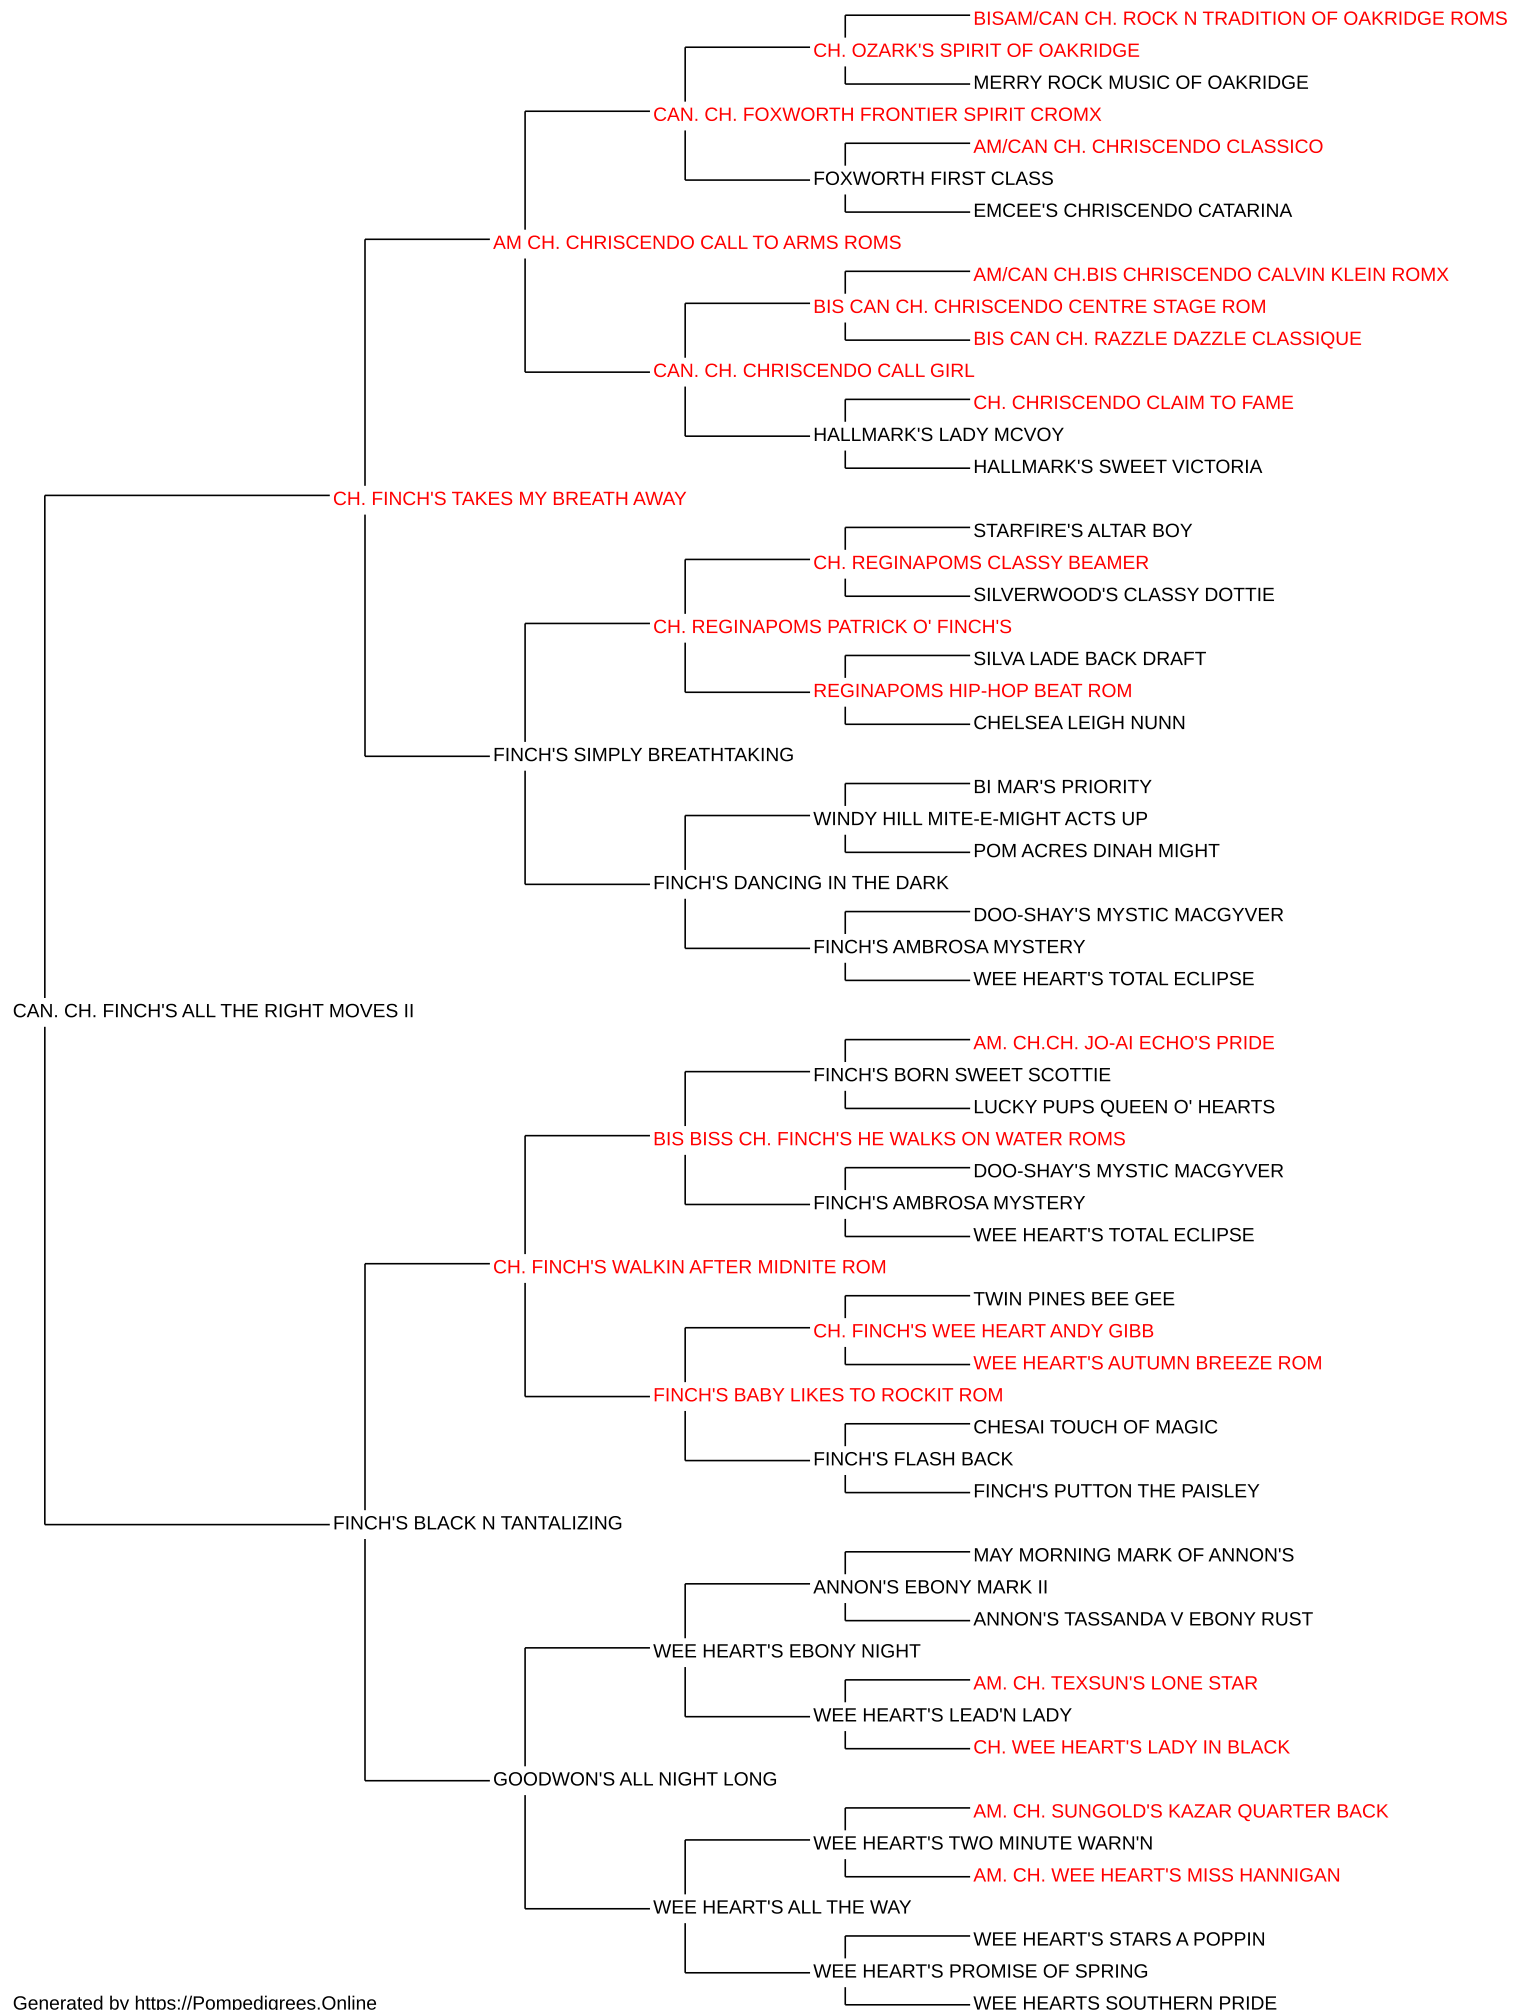 BISAM/CAN CH. ROCK N TRADITION OF OAKRIDGE ROMS
CH. OZARK'S SPIRIT OF OAKRIDGE
MERRY ROCK MUSIC OF OAKRIDGE
CAN. CH. FOXWORTH FRONTIER SPIRIT CROMX
AM/CAN CH. CHRISCENDO CLASSICO
FOXWORTH FIRST CLASS
EMCEE'S CHRISCENDO CATARINA
AM CH. CHRISCENDO CALL TO ARMS ROMS
AM/CAN CH.BIS CHRISCENDO CALVIN KLEIN ROMX
BIS CAN CH. CHRISCENDO CENTRE STAGE ROM
BIS CAN CH. RAZZLE DAZZLE CLASSIQUE
CAN. CH. CHRISCENDO CALL GIRL
CH. CHRISCENDO CLAIM TO FAME
HALLMARK'S LADY MCVOY
HALLMARK'S SWEET VICTORIA
CH. FINCH'S TAKES MY BREATH AWAY
STARFIRE'S ALTAR BOY
CH. REGINAPOMS CLASSY BEAMER
SILVERWOOD'S CLASSY DOTTIE
CH. REGINAPOMS PATRICK O' FINCH'S
SILVA LADE BACK DRAFT
REGINAPOMS HIP-HOP BEAT ROM
CHELSEA LEIGH NUNN
FINCH'S SIMPLY BREATHTAKING
BI MAR'S PRIORITY
WINDY HILL MITE-E-MIGHT ACTS UP
POM ACRES DINAH MIGHT
FINCH'S DANCING IN THE DARK
DOO-SHAY'S MYSTIC MACGYVER
FINCH'S AMBROSA MYSTERY
WEE HEART'S TOTAL ECLIPSE
CAN. CH. FINCH'S ALL THE RIGHT MOVES II
AM. CH.CH. JO-AI ECHO'S PRIDE
FINCH'S BORN SWEET SCOTTIE
LUCKY PUPS QUEEN O' HEARTS
BIS BISS CH. FINCH'S HE WALKS ON WATER ROMS
DOO-SHAY'S MYSTIC MACGYVER
FINCH'S AMBROSA MYSTERY
WEE HEART'S TOTAL ECLIPSE
CH. FINCH'S WALKIN AFTER MIDNITE ROM
TWIN PINES BEE GEE
CH. FINCH'S WEE HEART ANDY GIBB
WEE HEART'S AUTUMN BREEZE ROM
FINCH'S BABY LIKES TO ROCKIT ROM
CHESAI TOUCH OF MAGIC
FINCH'S FLASH BACK
FINCH'S PUTTON THE PAISLEY
FINCH'S BLACK N TANTALIZING
MAY MORNING MARK OF ANNON'S
ANNON'S EBONY MARK II
ANNON'S TASSANDA V EBONY RUST
WEE HEART'S EBONY NIGHT
AM. CH. TEXSUN'S LONE STAR
WEE HEART'S LEAD'N LADY
CH. WEE HEART'S LADY IN BLACK
GOODWON'S ALL NIGHT LONG
AM. CH. SUNGOLD'S KAZAR QUARTER BACK
WEE HEART'S TWO MINUTE WARN'N
AM. CH. WEE HEART'S MISS HANNIGAN
WEE HEART'S ALL THE WAY
WEE HEART'S STARS A POPPIN
WEE HEART'S PROMISE OF SPRING
WEE HEARTS SOUTHERN PRIDE
Generated by https://Pompedigrees.Online